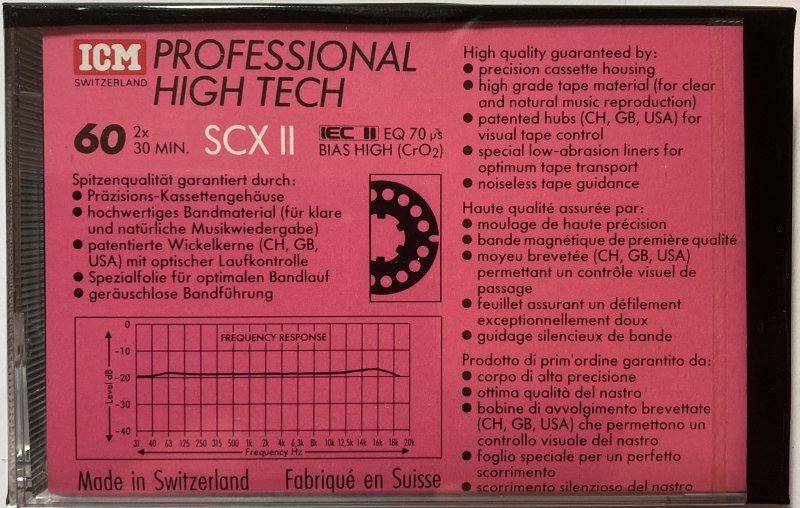 ICM
SWITZERLAND
PROFESSIONAL
HIGH TECH
60 2x
30 MIN.
SCX II
IEC II EQ 70 µs
BIAS HIGH (CrO2)
Spitzenqualität garantiert durch:
● Präzisions-Kassettengehäuse
● hochwertiges Bandmaterial (für klare
und natürliche Musikwiedergabe)
● patentierte Wickelkerne (CH, GB,
USA) mit optischer Laufkontrolle
● Spezialfolie für optimalen Bandlauf
● geräuschlose Bandführung
FREQUENCY RESPONSE
Level dB
0
-10
-20
-30
-40
31 40 63 125 250 315 500 1k 2k 4k 6,3k 8k 10k 12,5k 14k 16k 18k 20k
Frequency Hz
Made in Switzerland Fabriqué en Suisse
High quality guaranteed by:
● precision cassette housing
● high grade tape material (for clear
and natural music reproduction)
● patented hubs (CH, GB, USA) for
visual tape control
● special low-abrasion liners for
optimum tape transport
● noiseless tape guidance
Haute qualité assurée par:
● moulage de haute précision
● bande magnétique de première qualité
● moyeu brevetée (CH, GB, USA)
permettant un contrôle visuel de
passage
● feuillet assurant un défilement
exceptionnellement doux
● guidage silencieux de bande
Prodotto di prim'ordine garantito da:
● corpo di alta precisione
● ottima qualità del nastro
● bobine di avvolgimento brevettate
(CH, GB, USA) che permettono un
controllo visuale del nastro
● foglio speciale per un perfetto
scorrimento
● scorrimento silenzioso del nastro